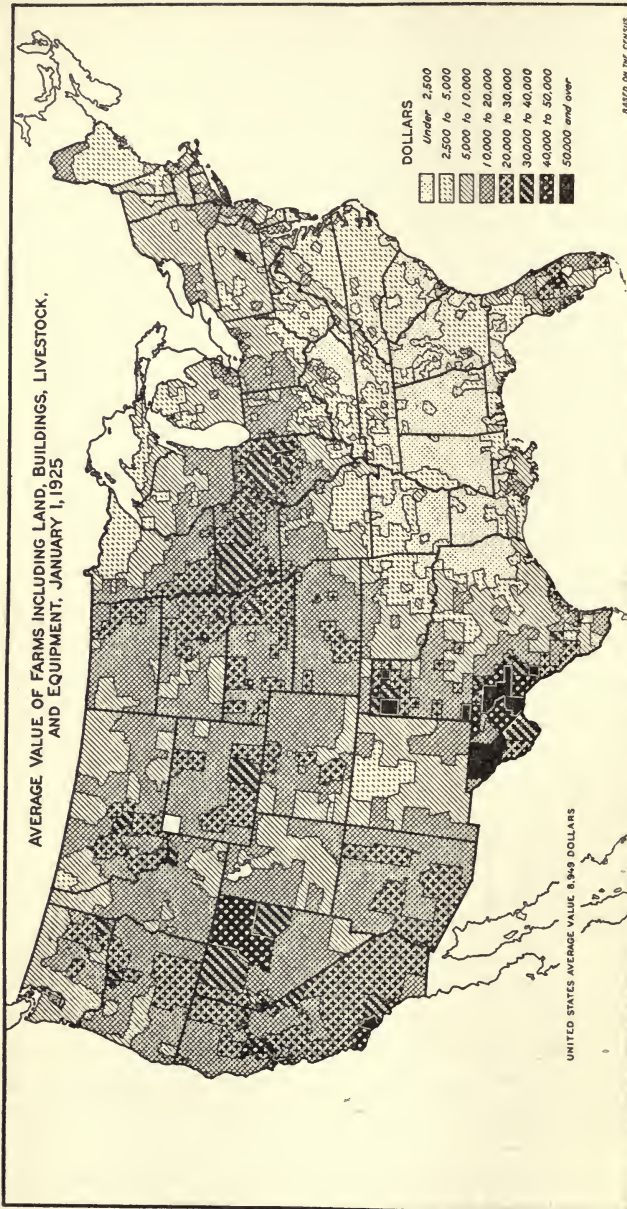 AVERAGE VALUE OF FARMS INCLUDING LAND, BUILDINGS, LIVESTOCK,
AND EQUIPMENT, JANUARY 1, 1925
DOLLARS
Under 2,500
2,500 to 5,000
5,000 to 10,000
10,000 to 20,000
20,000 to 30,000
30,000 to 40,000
40,000 to 50,000
50,000 and over
UNITED STATES AVERAGE VALUE 8,949 DOLLARS
BASED ON THE CENSUS